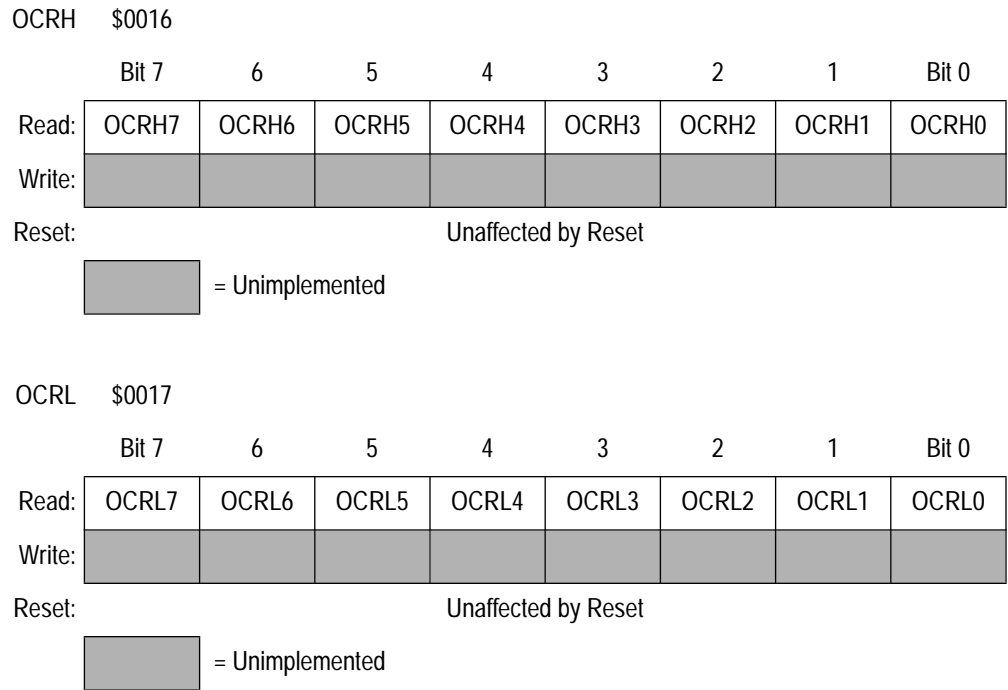 OCRH $0016
Bit 7 6 5 4 3 2 1 Bit 0
Read: OCRH7 OCRH6 OCRH5 OCRH4 OCRH3 OCRH2 OCRH1 OCRH0
Write:
Reset: Unaffected by Reset
= Unimplemented
OCRL $0017
Bit 7 6 5 4 3 2 1 Bit 0
Read: OCRL7 OCRL6 OCRL5 OCRL4 OCRL3 OCRL2 OCRL1 OCRL0
Write:
Reset: Unaffected by Reset
= Unimplemented